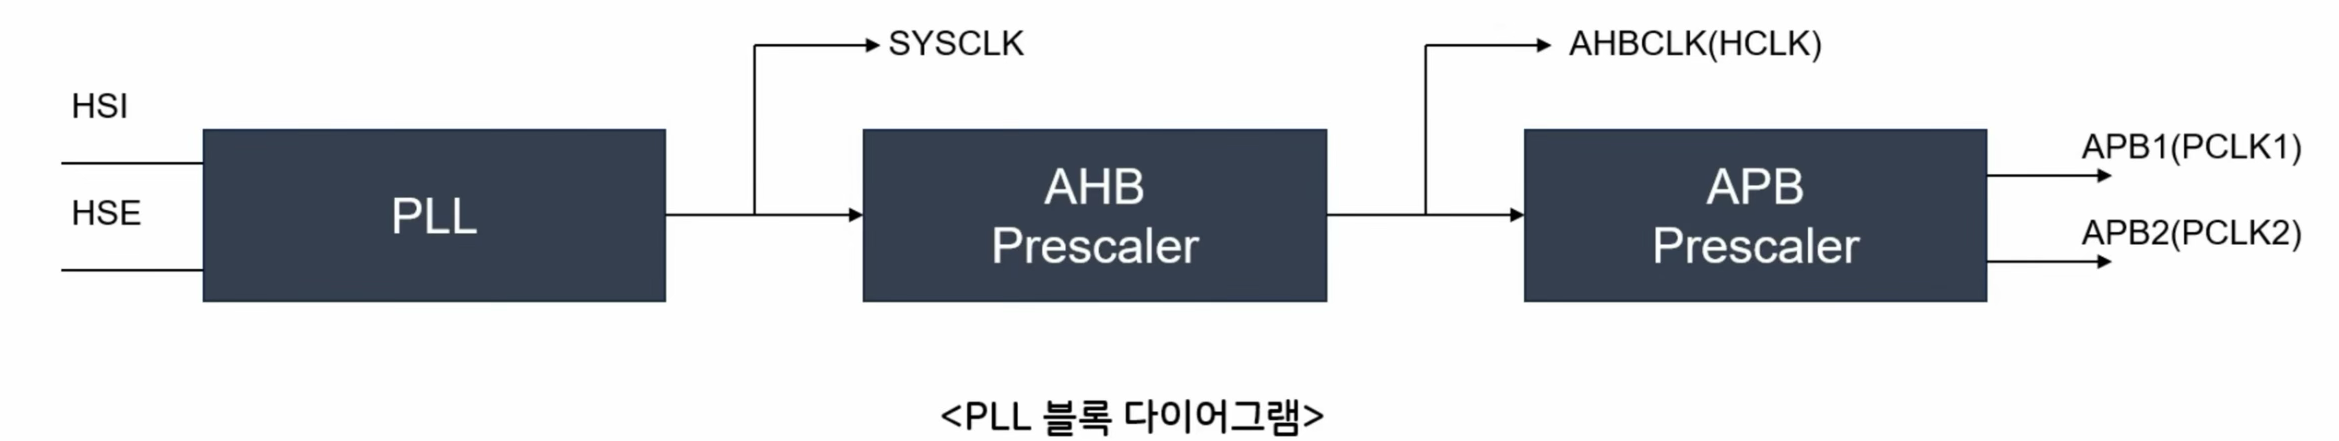 HSI
HSE
PLL
SYSCLK
AHB
Prescaler
AHBCLK(HCLK)
APB
Prescaler
APB1(PCLK1)
APB2(PCLK2)
<PLL 블록 다이어그램>